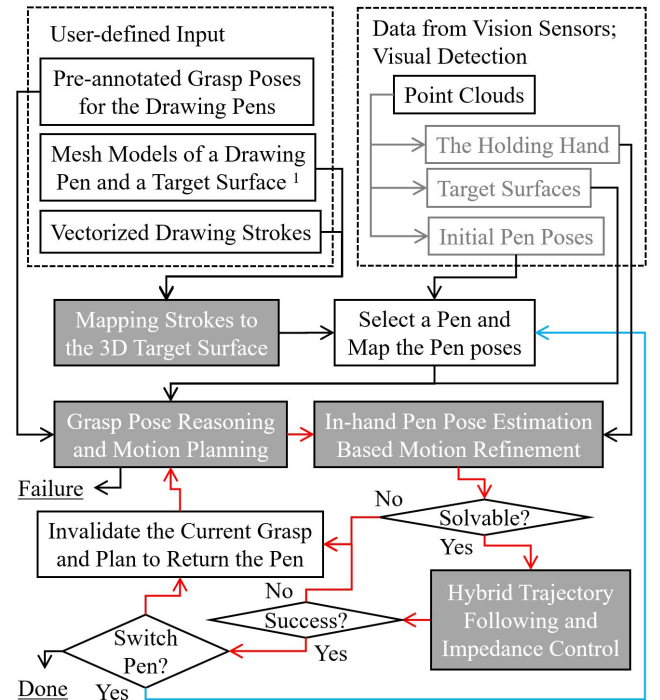 User-defined Input
Pre-annotated Grasp Poses
for the Drawing Pens
Mesh Models of a Drawing
Pen and a Target Surface 1
Vectorized Drawing Strokes
Data from Vision Sensors;
Visual Detection
Point Clouds
The Holding Hand
Target Surfaces
Initial Pen Poses
Mapping Strokes to
the 3D Target Surface
Select a Pen and
Map the Pen poses
Grasp Pose Reasoning
and Motion Planning
In-hand Pen Pose Estimation
Based Motion Refinement
Failure
No
Solvable?
Yes
Invalidate the Current Grasp
and Plan to Return the Pen
Hybrid Trajectory
Following and
Impedance Control
No
Success?
Yes
Switch
Pen?
Done
Yes